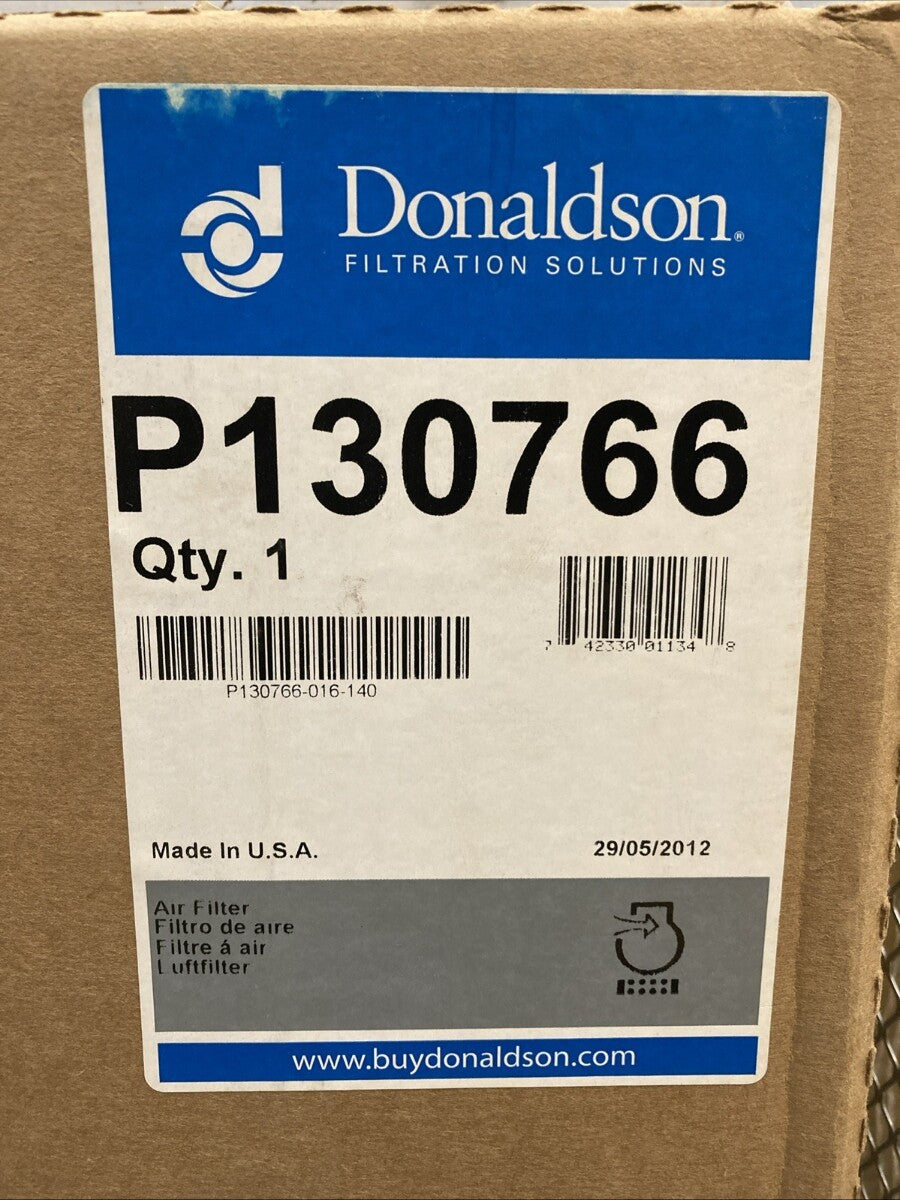 Donaldson®
FILTRATION SOLUTIONS
P130766
Qty. 1
P130766-016-140
7 42330 01134 8
Made In U.S.A.
29/05/2012
Air Filter
Filtro de aire
Filtre á air
Luftfilter
www.buydonaldson.com